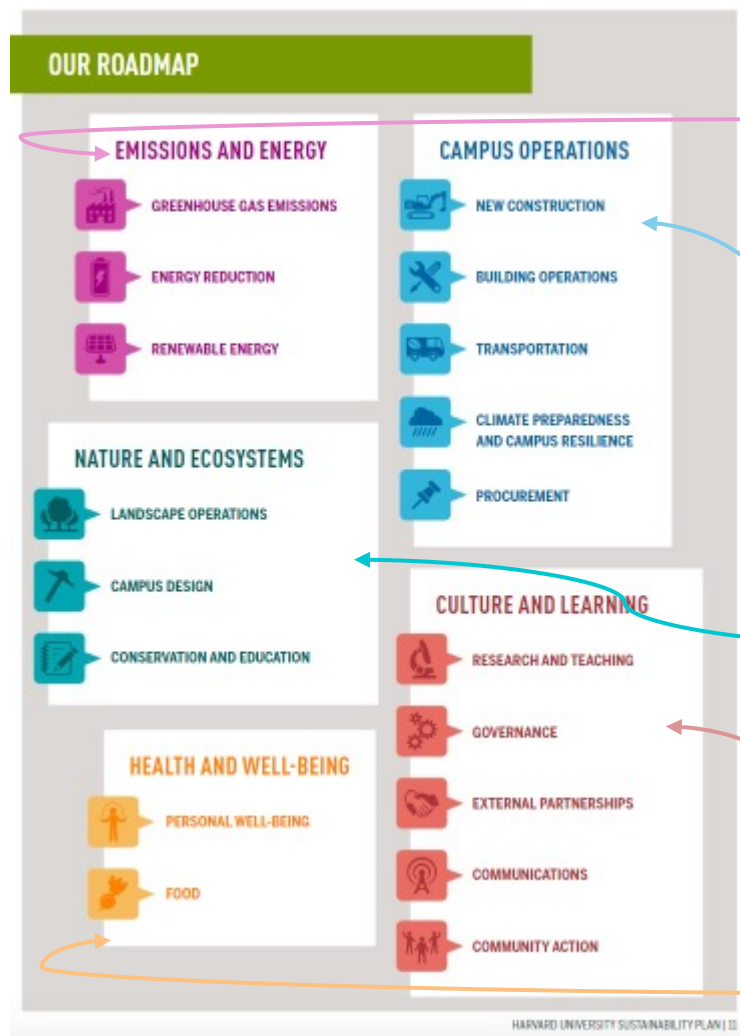 OUR ROADMAP
EMISSIONS AND ENERGY
GREENHOUSE GAS EMISSIONS
ENERGY REDUCTION
RENEWABLE ENERGY
NATURE AND ECOSYSTEMS
LANDSCAPE OPERATIONS
CAMPUS DESIGN
CONSERVATION AND EDUCATION
HEALTH AND WELL-BEING
PERSONAL WELL-BEING
FOOD
CAMPUS OPERATIONS
NEW CONSTRUCTION
BUILDING OPERATIONS
TRANSPORTATION
CLIMATE PREPAREDNESS
AND CAMPUS RESILIENCE
PROCUREMENT
CULTURE AND LEARNING
RESEARCH AND TEACHING
GOVERNANCE
EXTERNAL PARTNERSHIPS
COMMUNICATIONS
COMMUNITY ACTION
HARVARD UNIVERSITY SUSTAINABILITY PLAN | 11